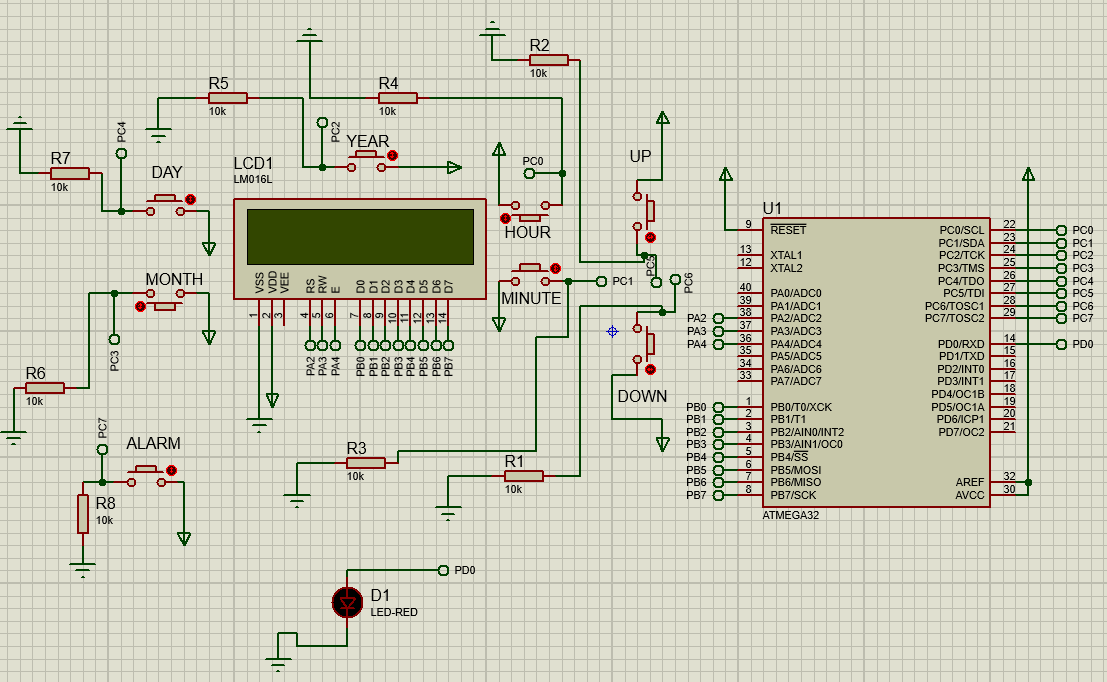 R2
10k
R5
10k
R4
10k
PC4
PC2
YEAR
R7
10k
DAY
LCD1
LM016L
PC0
UP
HOUR
MONTH
PC3
VSS
VDD
VEE
RS
RW
E
D0
D1
D2
D3
D4
D5
D6
D7
1
2
3
4
5
6
7
8
9
10
11
12
13
14
PA2
PA3
PA4
PB0
PB1
PB2
PB3
PB4
PB5
PB6
PB7
MINUTE
PC1
PC5
PC6
DOWN
R6
10k
PC7
ALARM
R8
10k
R3
10k
R1
10k
PD0
D1
LED-RED
U1
9 RESET PC0/SCL 22 PC0
PC1/SDA 23 PC1
13 XTAL1 PC2/TCK 24 PC2
12 XTAL2 PC3/TMS 25 PC3
PC4/TDO 26 PC4
40 PA0/ADC0 PC5/TDI 27 PC5
39 PA1/ADC1 PC6/TOSC1 28 PC6
PA2 38 PA2/ADC2 PC7/TOSC2 29 PC7
PA3 37 PA3/ADC3
PA4 36 PA4/ADC4 PD0/RXD 14 PD0
35 PA5/ADC5 PD1/TXD 15
34 PA6/ADC6 PD2/INT0 16
33 PA7/ADC7 PD3/INT1 17
PD4/OC1B 18
PB0 1 PB0/T0/XCK PD5/OC1A 19
PB1 2 PB1/T1 PD6/ICP1 20
PB2 3 PB2/AIN0/INT2 PD7/OC2 21
PB3 4 PB3/AIN1/OC0
PB4 5 PB4/SS
PB5 6 PB5/MOSI
PB6 7 PB6/MISO AREF 32
PB7 8 PB7/SCK AVCC 30
ATMEGA32